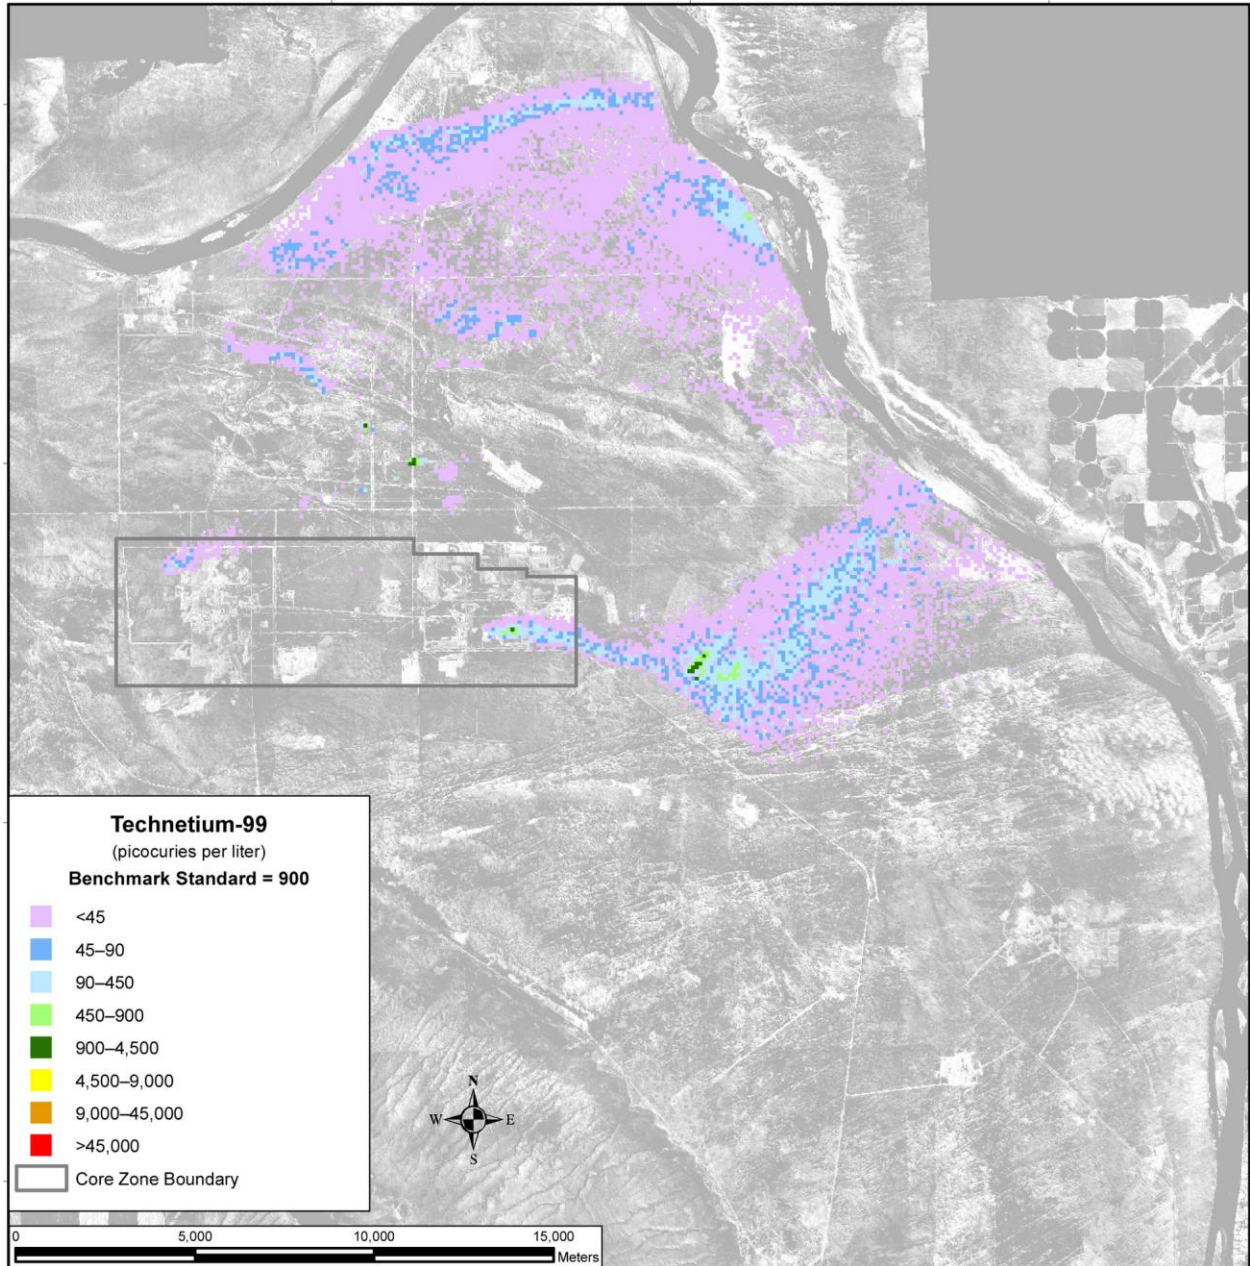 Technetium-99
(picocuries per liter)
Benchmark Standard = 900
<45
45–90
90–450
450–900
900–4,500
4,500–9,000
9,000–45,000
>45,000
Core Zone Boundary
N
W E
S
0 5,000 10,000 15,000
Meters